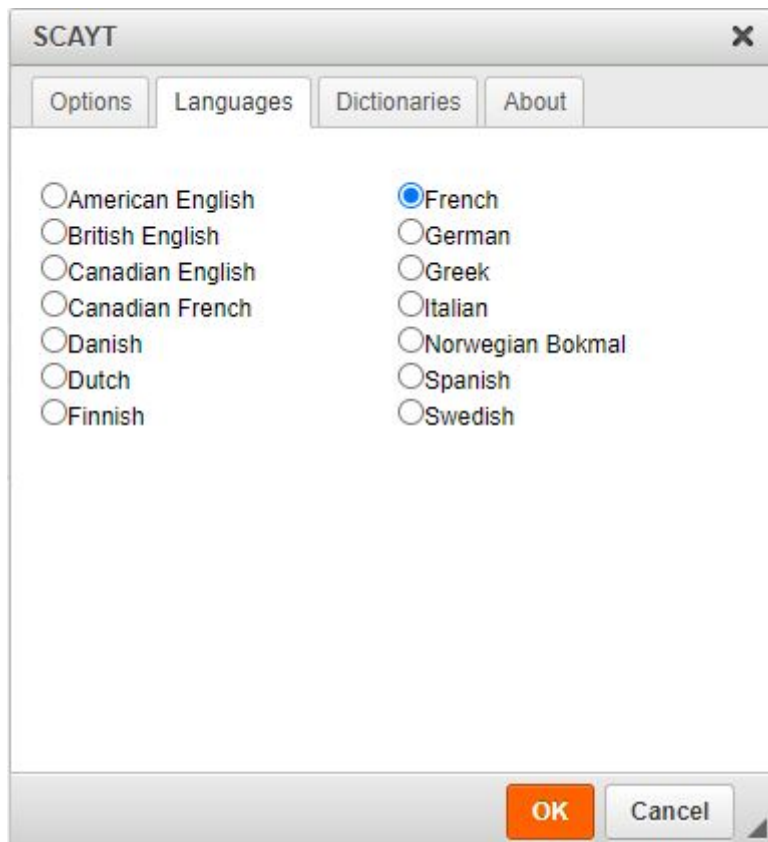 SCAYT
Options Languages Dictionaries About
American English
British English
Canadian English
Canadian French
Danish
Dutch
Finnish
French
German
Greek
Italian
Norwegian Bokmal
Spanish
Swedish
OK Cancel